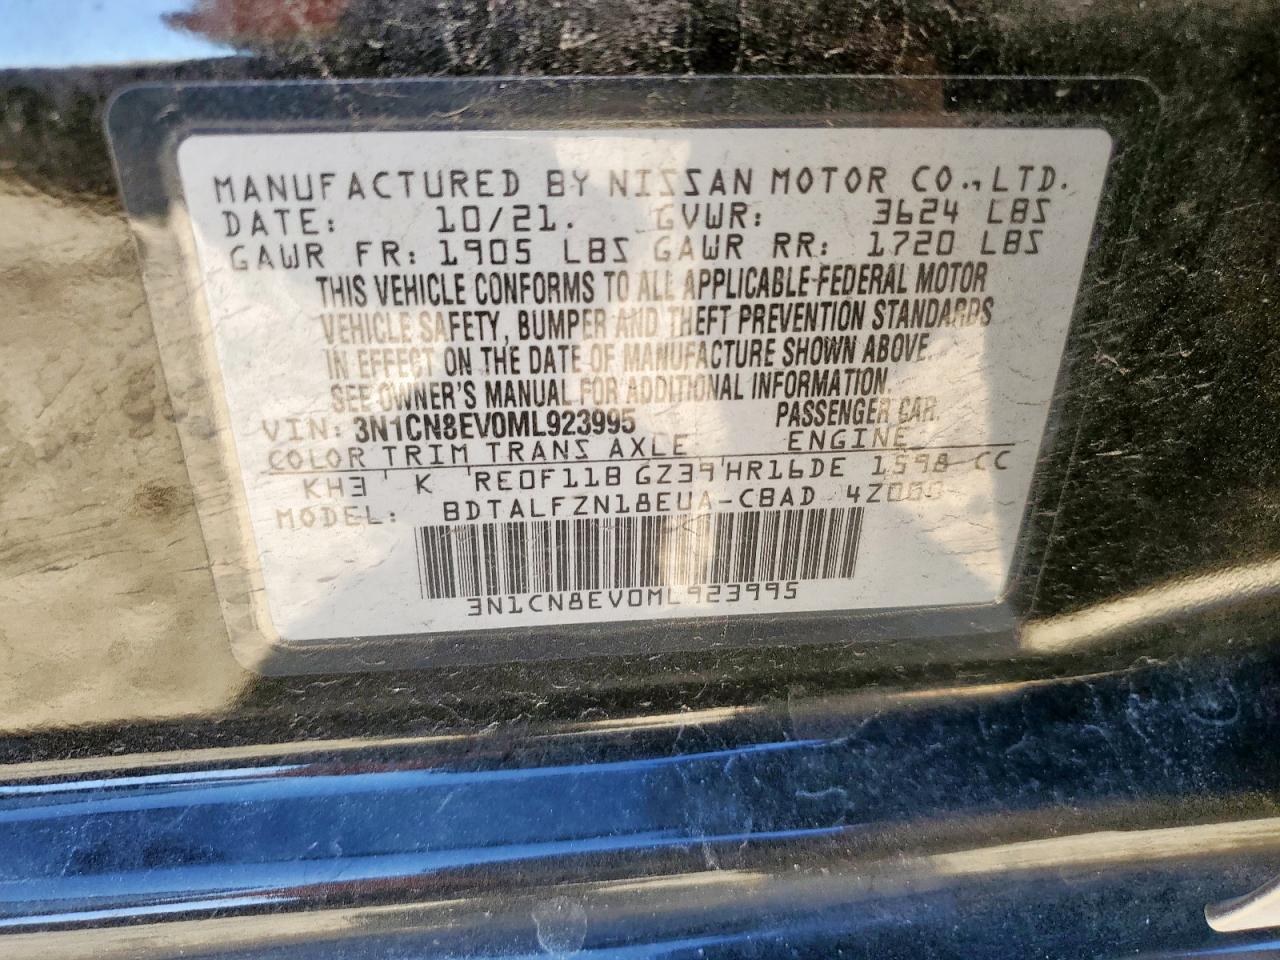 MANUFACTURED BY NISSAN MOTOR CO., LTD.
DATE: 10/21. GVWR: 3624 LBS
GAWR FR: 1905 LBS GAWR RR: 1720 LBS
THIS VEHICLE CONFORMS TO ALL APPLICABLE FEDERAL MOTOR
VEHICLE SAFETY, BUMPER AND THEFT PREVENTION STANDARDS
IN EFFECT ON THE DATE OF MANUFACTURE SHOWN ABOVE.
SEE OWNER'S MANUAL FOR ADDITIONAL INFORMATION.
VIN: 3N1CN8EV0ML923995 PASSENGER CAR.
COLOR TRIM TRANS AXLE ENGINE
KH3 K RE0F11B GZ39 HR16DE 1598 CC
MODEL: BDTALFZN18EUA-CBAD
3N1CN8EV0ML923995